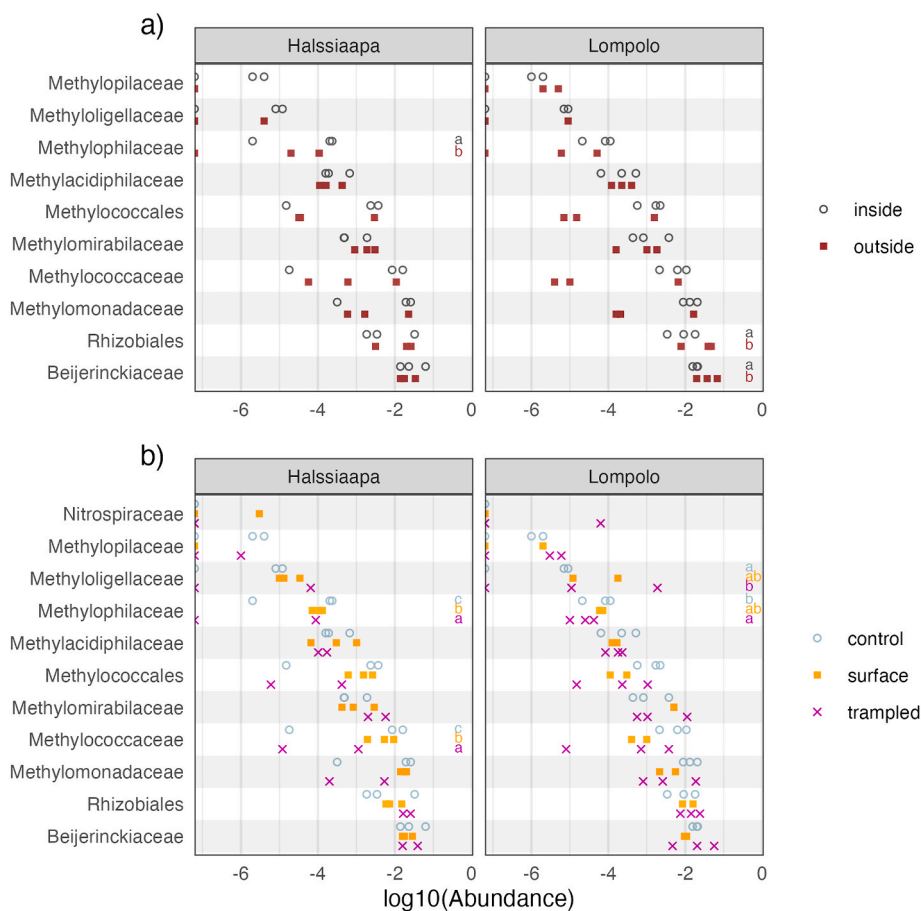 a)
Halssiaapa Lompolo
Methylopilaceae
Methyloligellaceae
Methylophilaceae a
b
Methylacidiphilaceae
Methylococcales
Methylomirabilaceae
Methylococcaceae
Methylomonadaceae
Rhizobiales a
b
Beijerinckiaceae a
b
-6 -4 -2 0 -6 -4 -2 0
inside
outside
b)
Halssiaapa Lompolo
Nitrospiraceae
Methylopilaceae
Methyloligellaceae a
ab
b
Methylophilaceae c b
b ab
a a
Methylacidiphilaceae
Methylococcales
Methylomirabilaceae
Methylococcaceae c
b
a
Methylomonadaceae
Rhizobiales
Beijerinckiaceae
-6 -4 -2 0 -6 -4 -2 0
log10(Abundance)
control
surface
trampled